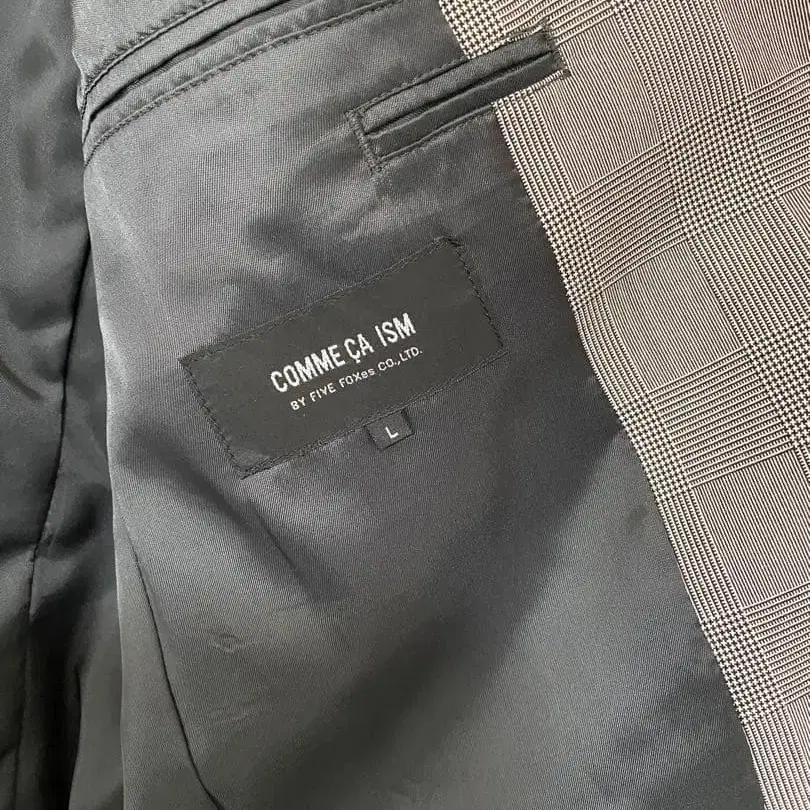 COMME ÇA ISM
BY FIVE FOXes CO.,LTD.
L